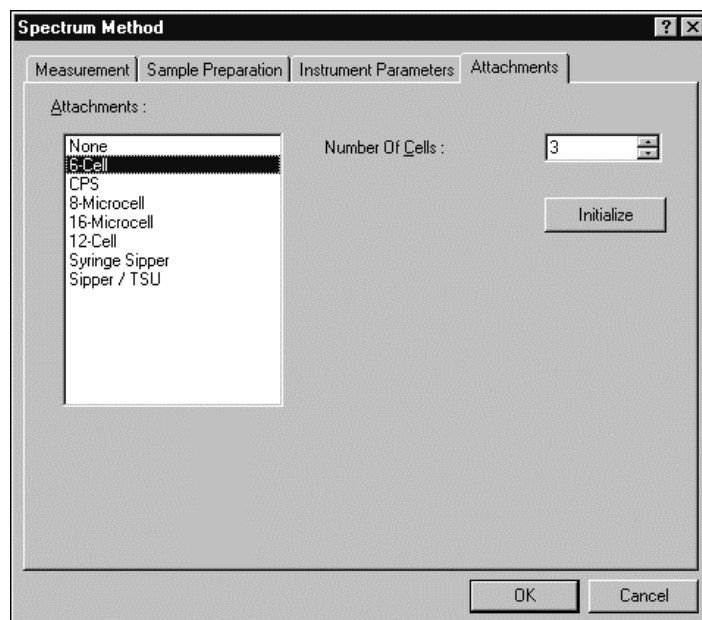 Spectrum Method
Measurement Sample Preparation Instrument Parameters Attachments
Attachments :
None
6-Cell
CPS
8-Microcell
16-Microcell
12-Cell
Syringe Sipper
Sipper / TSU
Number Of Cells : 3
Initialize
OK Cancel